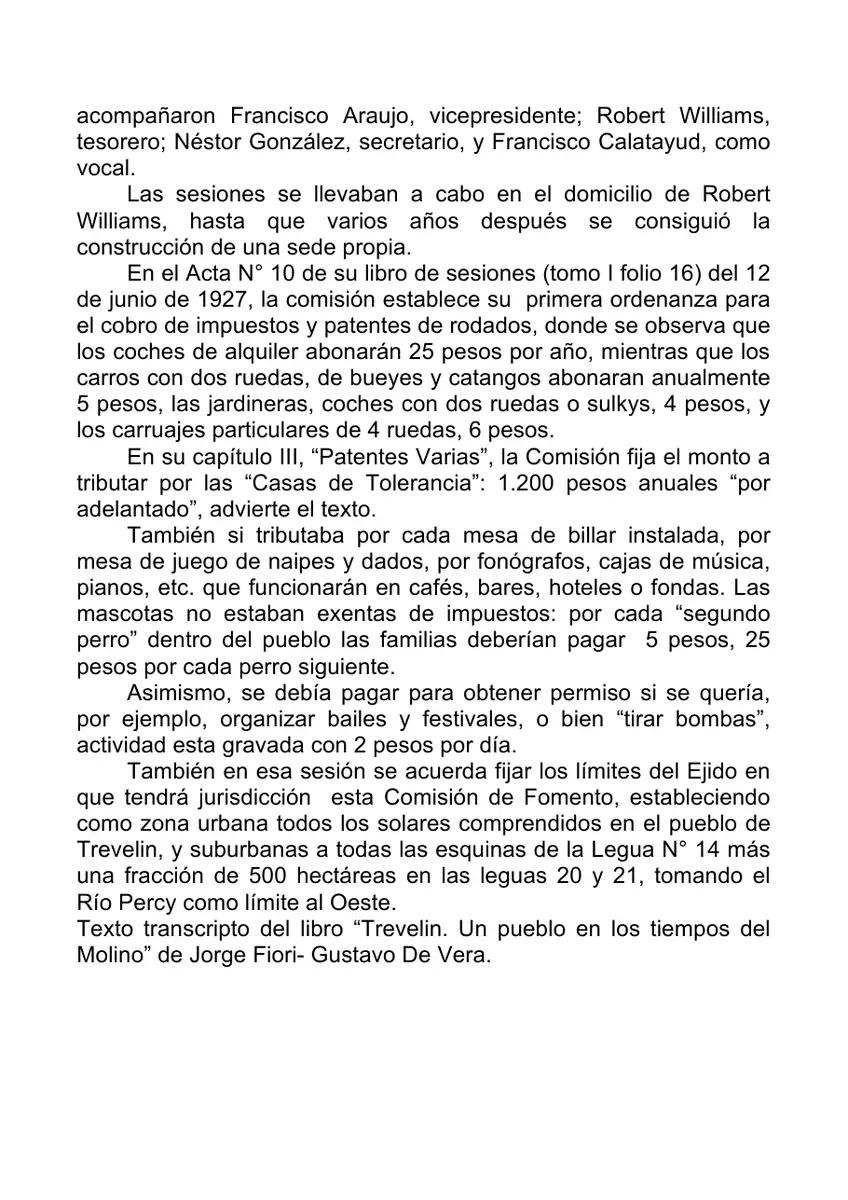 acompañaron Francisco Araujo, vicepresidente; Robert Williams,
tesorero; Néstor González, secretario, y Francisco Calatayud, como
vocal.
Las sesiones se llevaban a cabo en el domicilio de Robert
Williams, hasta que varios años después se consiguió la
construcción de una sede propia.
En el Acta N° 10 de su libro de sesiones (tomo I folio 16) del 12
de junio de 1927, la comisión establece su  primera ordenanza para
el cobro de impuestos y patentes de rodados, donde se observa que
los coches de alquiler abonarán 25 pesos por año, mientras que los
carros con dos ruedas, de bueyes y catangos abonaran anualmente
5 pesos, las jardineras, coches con dos ruedas o sulkys, 4 pesos, y
los carruajes particulares de 4 ruedas, 6 pesos.
En su capítulo III, “Patentes Varias”, la Comisión fija el monto a
tributar por las “Casas de Tolerancia”: 1.200 pesos anuales “por
adelantado”, advierte el texto.
También si tributaba por cada mesa de billar instalada, por
mesa de juego de naipes y dados, por fonógrafos, cajas de música,
pianos, etc. que funcionarán en cafés, bares, hoteles o fondas. Las
mascotas no estaban exentas de impuestos: por cada “segundo
perro” dentro del pueblo las familias deberían pagar  5 pesos, 25
pesos por cada perro siguiente.
Asimismo, se debía pagar para obtener permiso si se quería,
por ejemplo, organizar bailes y festivales, o bien “tirar bombas”,
actividad esta gravada con 2 pesos por día.
También en esa sesión se acuerda fijar los límites del Ejido en
que tendrá jurisdicción  esta Comisión de Fomento, estableciendo
como zona urbana todos los solares comprendidos en el pueblo de
Trevelin, y suburbanas a todas las esquinas de la Legua N° 14 más
una fracción de 500 hectáreas en las leguas 20 y 21, tomando el
Río Percy como límite al Oeste.
Texto transcripto del libro “Trevelin. Un pueblo en los tiempos del
Molino” de Jorge Fiori- Gustavo De Vera.